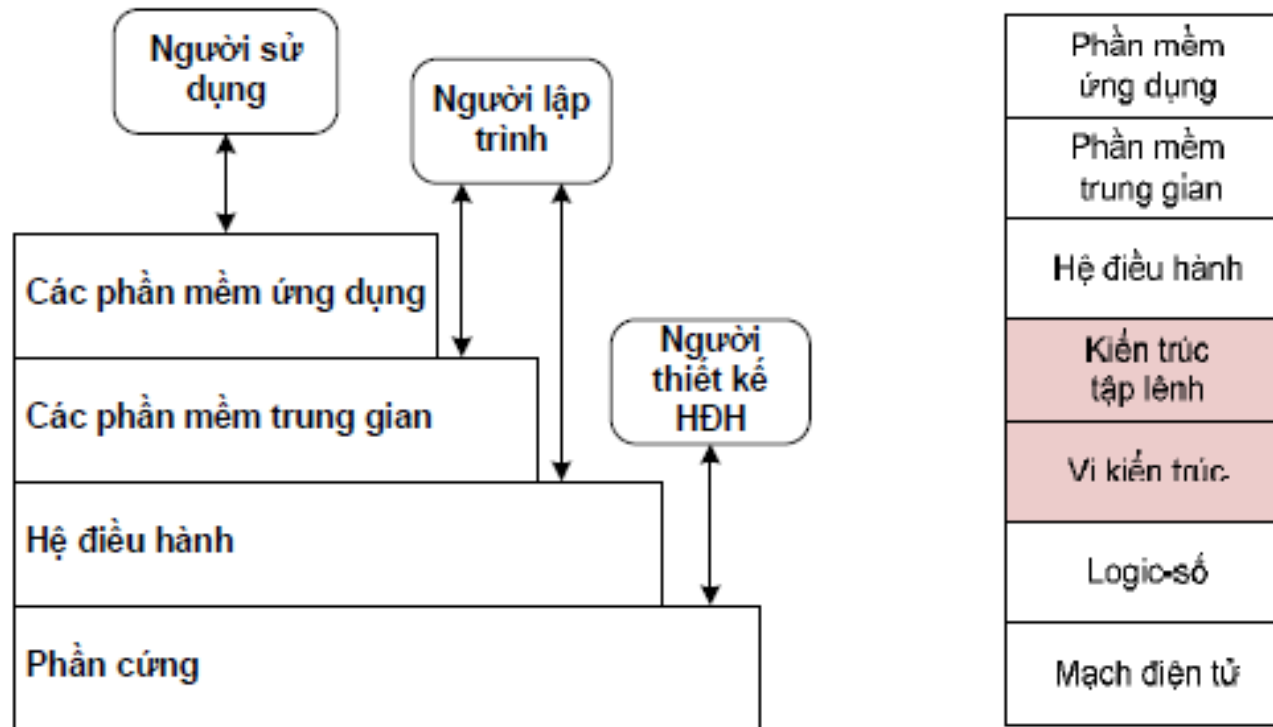 Người sử
dụng
Người lập
trình
Các phần mềm ứng dụng
Người
thiết kế
HĐH
Các phần mềm trung gian
Hệ điều hành
Phần cứng
Phần mềm
ứng dụng
Phần mềm
trung gian
Hệ điều hành
Kiến trúc
tập lênh
Vi kiến trúc
Logic-số
Mạch điện tử